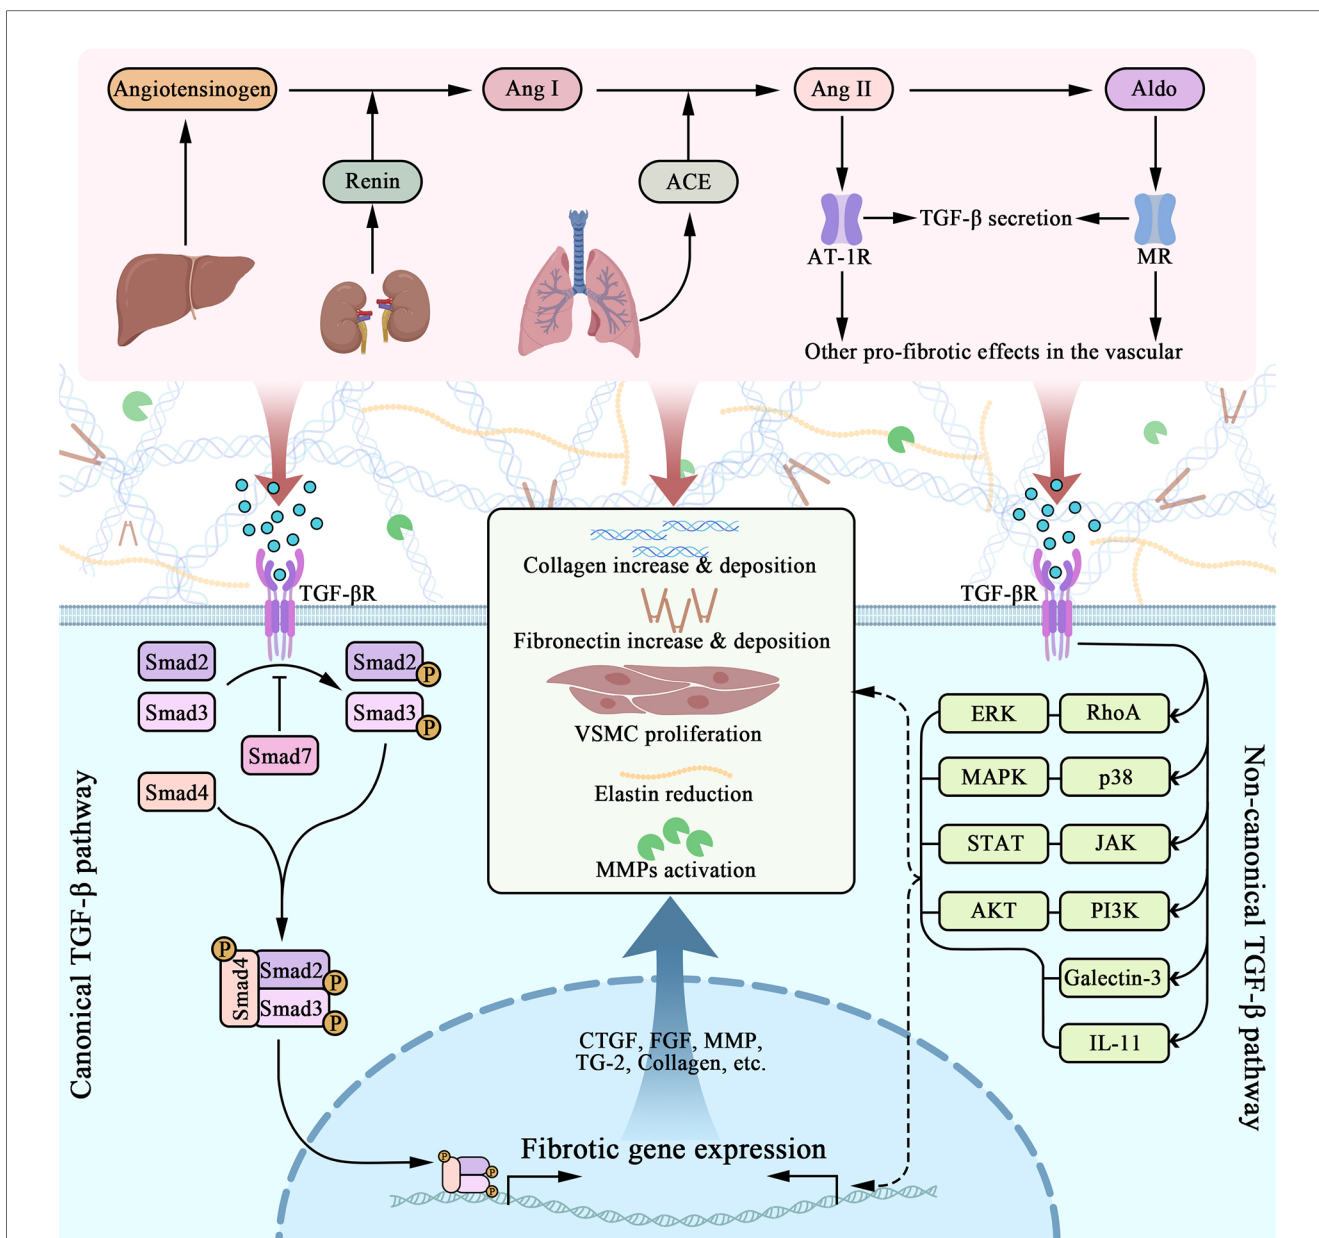 Angiotensinogen
Ang I
Ang II
Aldo
Renin
ACE
TGF-β secretion
AT-1R
MR
Other pro-fibrotic effects in the vascular
TGF-βR
TGF-βR
Collagen increase & deposition
Fibronectin increase & deposition
VSMC proliferation
Elastin reduction
MMPs activation
Canonical TGF-β pathway
Smad2
Smad3
Smad2
P
Smad3
P
Smad7
Smad4
P
Smad4
Smad2
P
Smad3
P
ERK
RhoA
MAPK
p38
STAT
JAK
AKT
PI3K
Galectin-3
IL-11
Non-canonical TGF-β pathway
CTGF, FGF, MMP,
TG-2, Collagen, etc.
Fibrotic gene expression
P
P
P